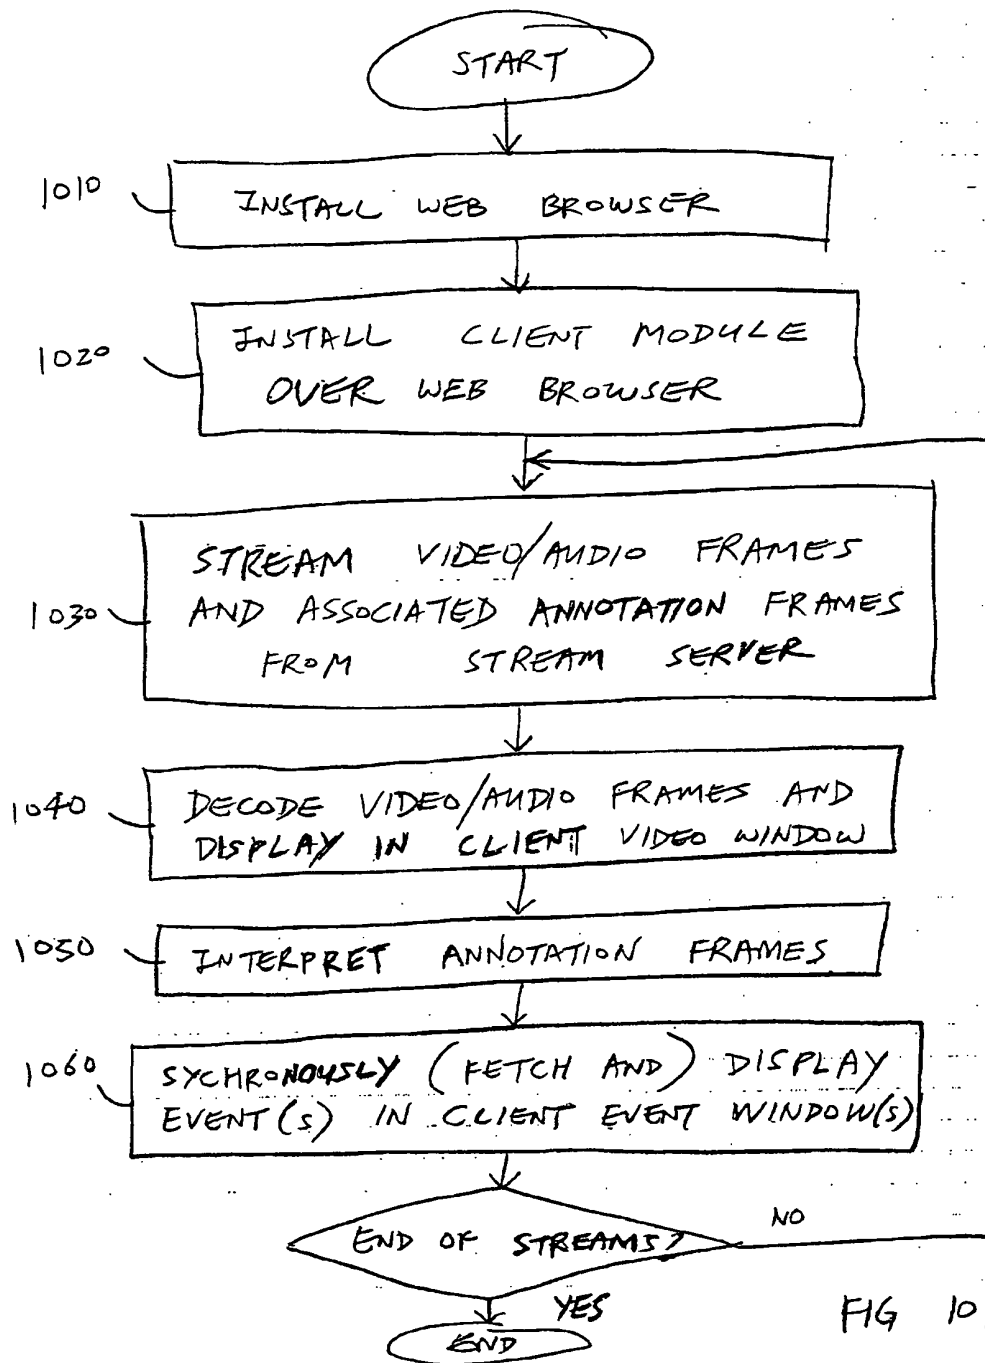 START
1010
INSTALL WEB BROWSER
1020
INSTALL CLIENT MODULE
OVER WEB BROWSER
1030
STREAM VIDEO/AUDIO FRAMES
AND ASSOCIATED ANNOTATION FRAMES
FROM STREAM SERVER
1040
DECODE VIDEO/AUDIO FRAMES AND
DISPLAY IN CLIENT VIDEO WINDOW
1050
INTERPRET ANNOTATION FRAMES
1060
SYCHRONOUSLY (FETCH AND) DISPLAY
EVENT(S) IN CLIENT EVENT WINDOW(S)
END OF STREAMS?
NO
YES
END
FIG 10